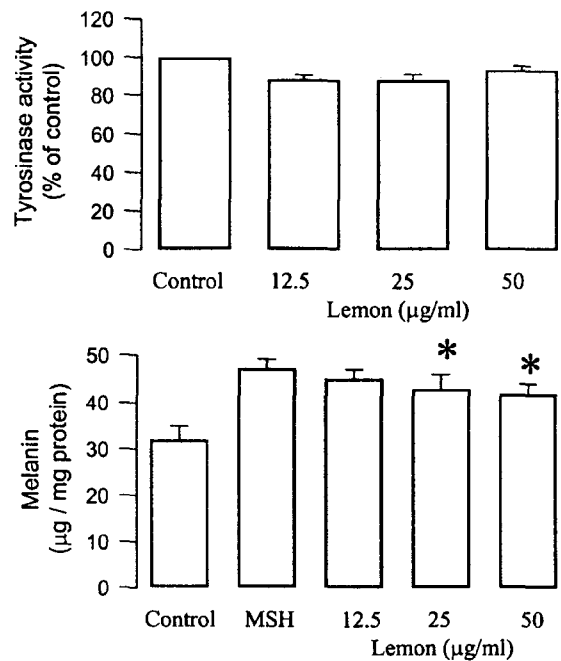 Tyrosinase activity
(% of control)
120
100
80
60
40
20
0
Control 12.5 25 50
Lemon (µg/ml)
Melanin
(µg / mg protein)
50
40
30
20
10
0
* *
Control MSH 12.5 25 50
Lemon (µg/ml)